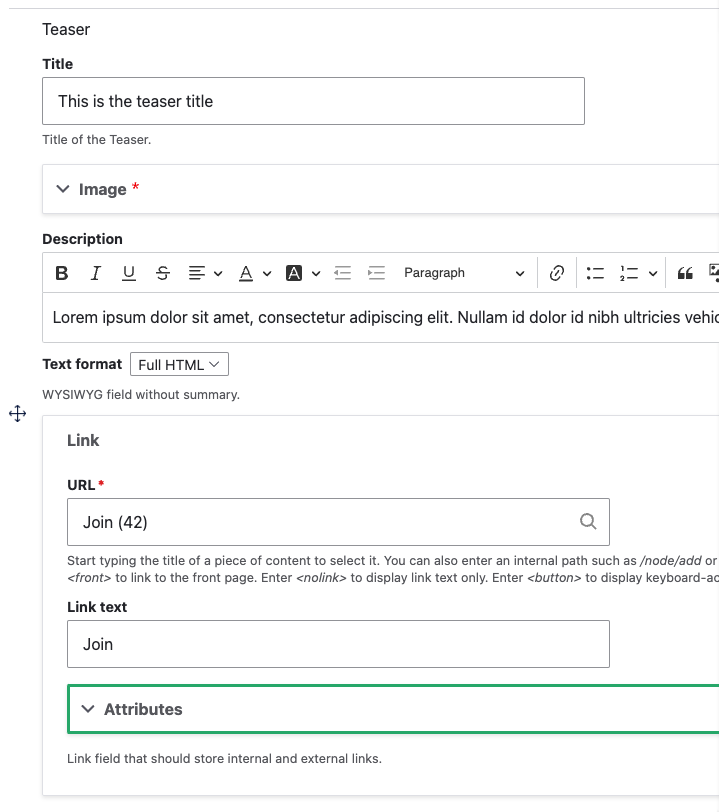 Teaser
Title
This is the teaser title
Title of the Teaser.
Image *
Description
B I U S A A Paragraph
Lorem ipsum dolor sit amet, consectetur adipiscing elit. Nullam id dolor id nibh ultricies
Text format Full HTML
WYSIWYG field without summary.
Link
URL*
Join (42)
Start typing the title of a piece of content to select it. You can also enter an internal path such as /node/add or
<front> to link to the front page. Enter <nolink> to display link text only. Enter <button> to display
Link text
Join
Attributes
Link field that should store internal and external links.